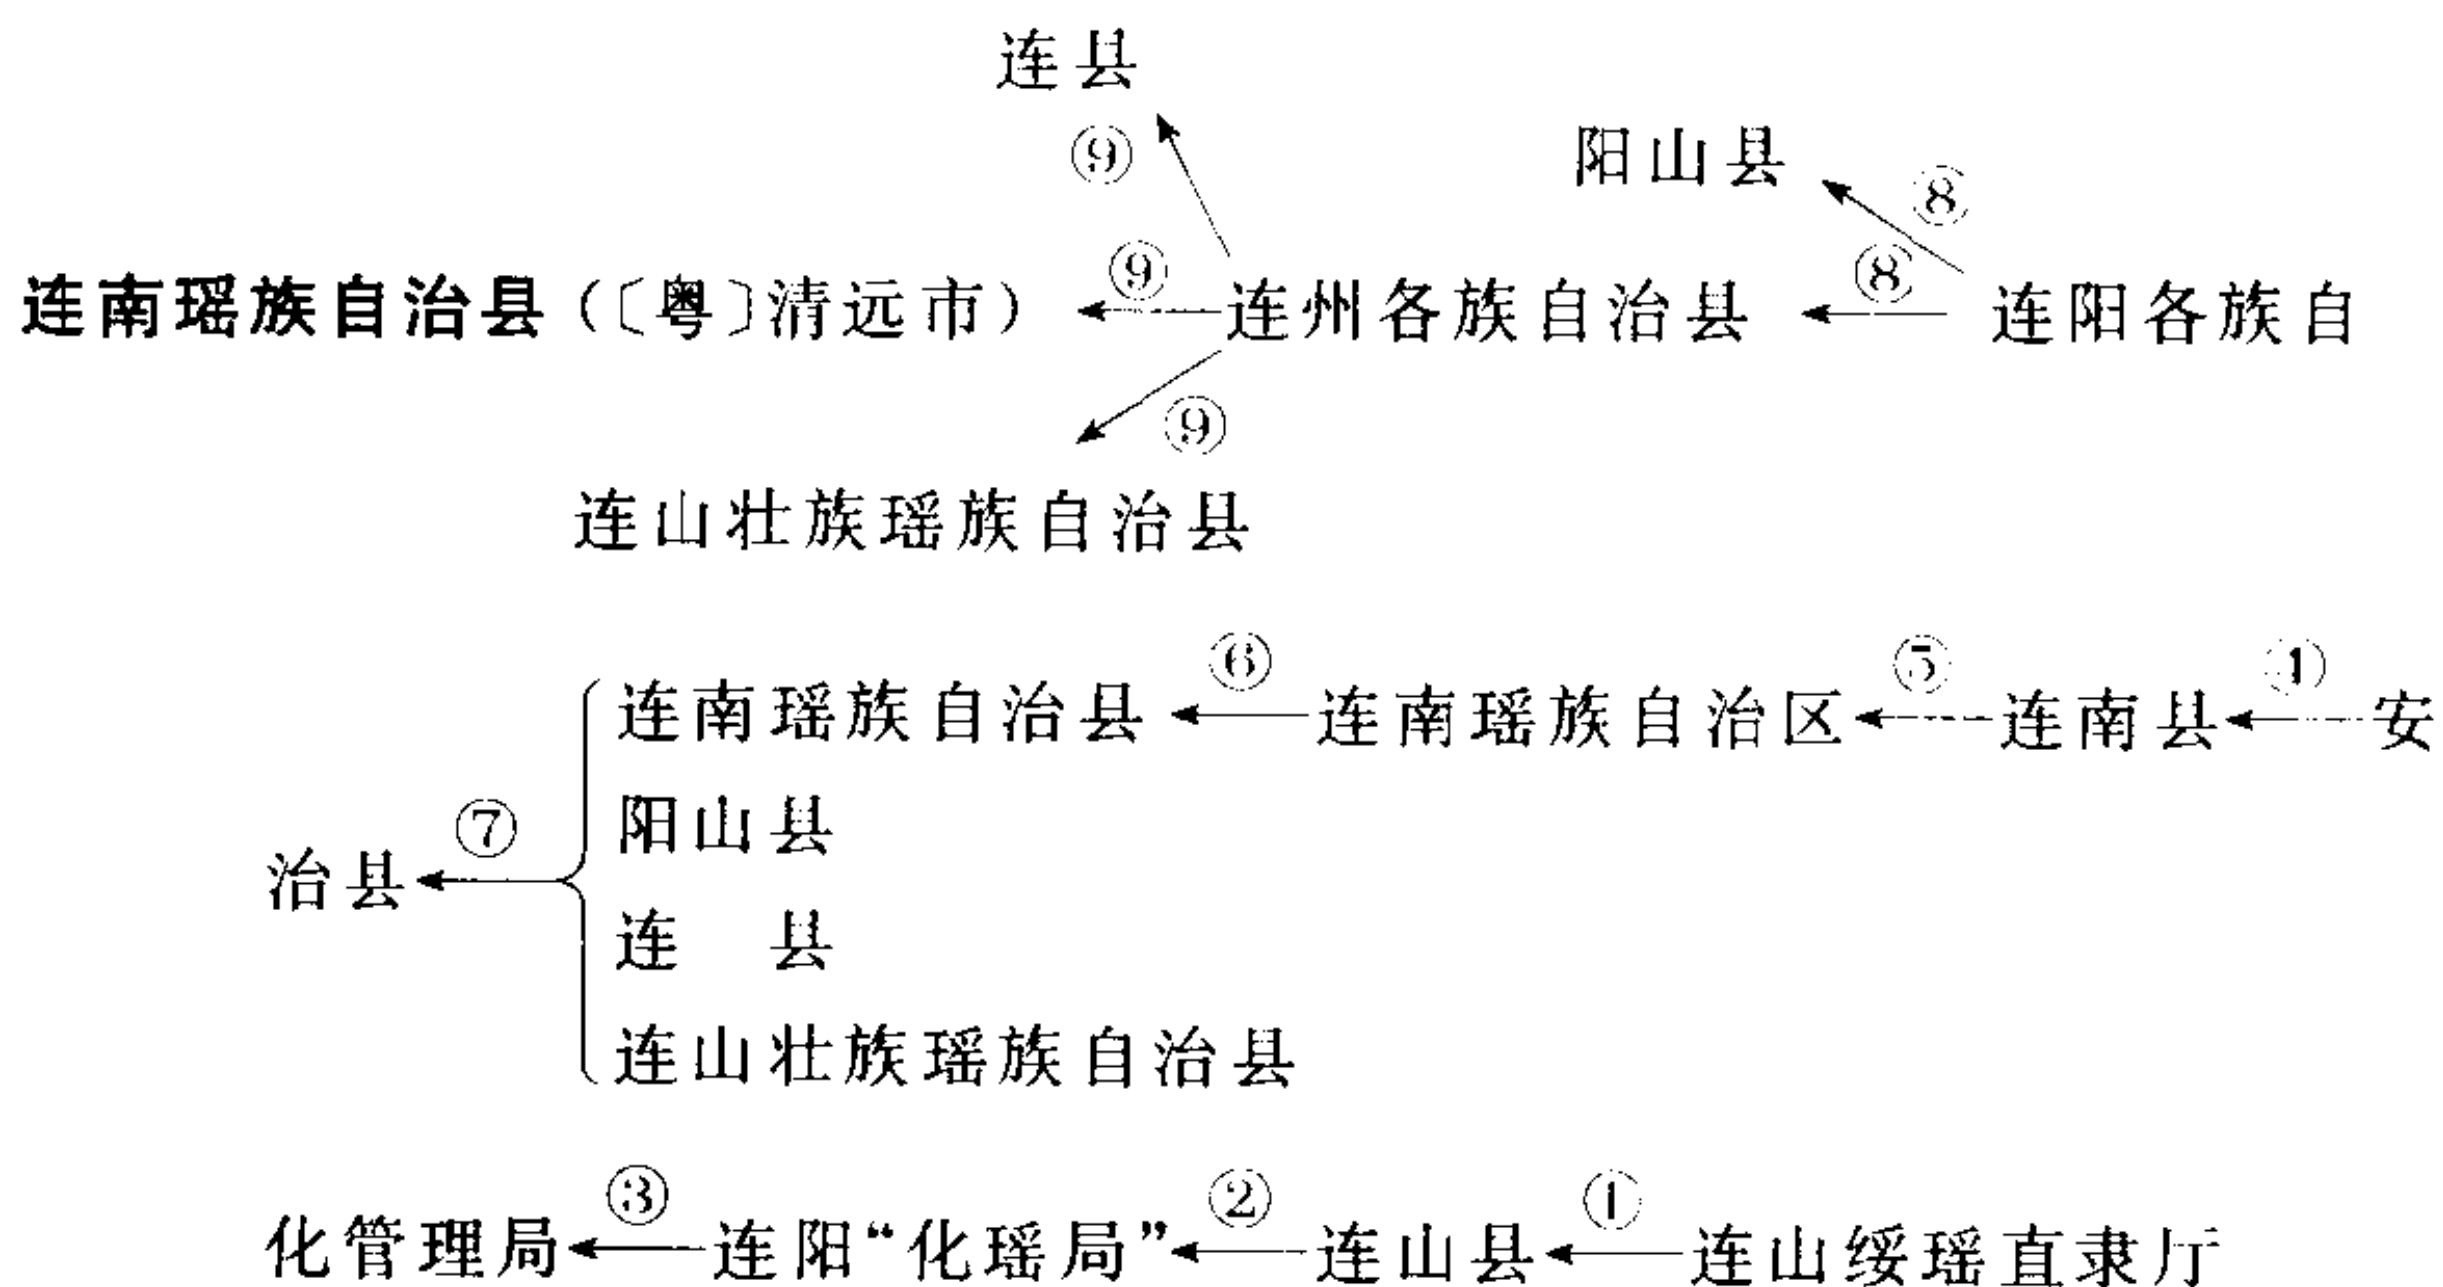 连县
⑨
阳山县
⑧
连南瑶族自治县（〔粤〕清远市）
⑨
连州各族自治县
⑧
连阳各族自
⑨
连山壮族瑶族自治县
连南瑶族自治县
⑥
连南瑶族自治区
⑤
连南县
④
安
阳山县
治县
⑦
连　县
连山壮族瑶族自治县
化管理局
③
连阳“化瑶局”
②
连山县
①
连山绥瑶直隶厅